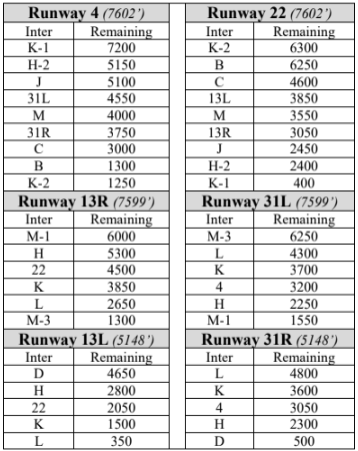 Runway 4 (7602') Runway 22 (7602')
Inter Remaining Inter Remaining
K-1 7200 K-2 6300
H-2 5150 B 6250
J 5100 C 4600
31L 4550 13L 3850
M 4000 M 3550
31R 3750 13R 3050
C 3000 J 2450
B 1300 H-2 2400
K-2 1250 K-1 400
Runway 13R (7599') Runway 31L (7599')
Inter Remaining Inter Remaining
M-1 6000 M-3 6250
H 5300 L 4300
22 4500 K 3700
K 3850 4 3200
L 2650 H 2250
M-3 1300 M-1 1550
Runway 13L (5148') Runway 31R (5148')
Inter Remaining Inter Remaining
D 4650 L 4800
H 2800 K 3600
22 2050 4 3050
K 1500 H 2300
L 350 D 500